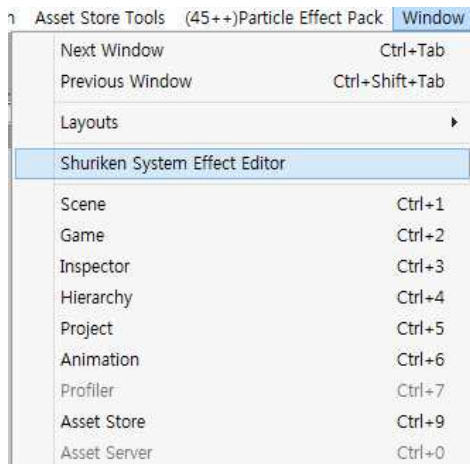 n Asset Store Tools (45++)Particle Effect Pack Window
Next Window Ctrl+Tab
Previous Window Ctrl+Shift+Tab
Layouts
Shuriken System Effect Editor
Scene Ctrl+1
Game Ctrl+2
Inspector Ctrl+3
Hierarchy Ctrl+4
Project Ctrl+5
Animation Ctrl+6
Profiler Ctrl+7
Asset Store Ctrl+9
Asset Server Ctrl+0